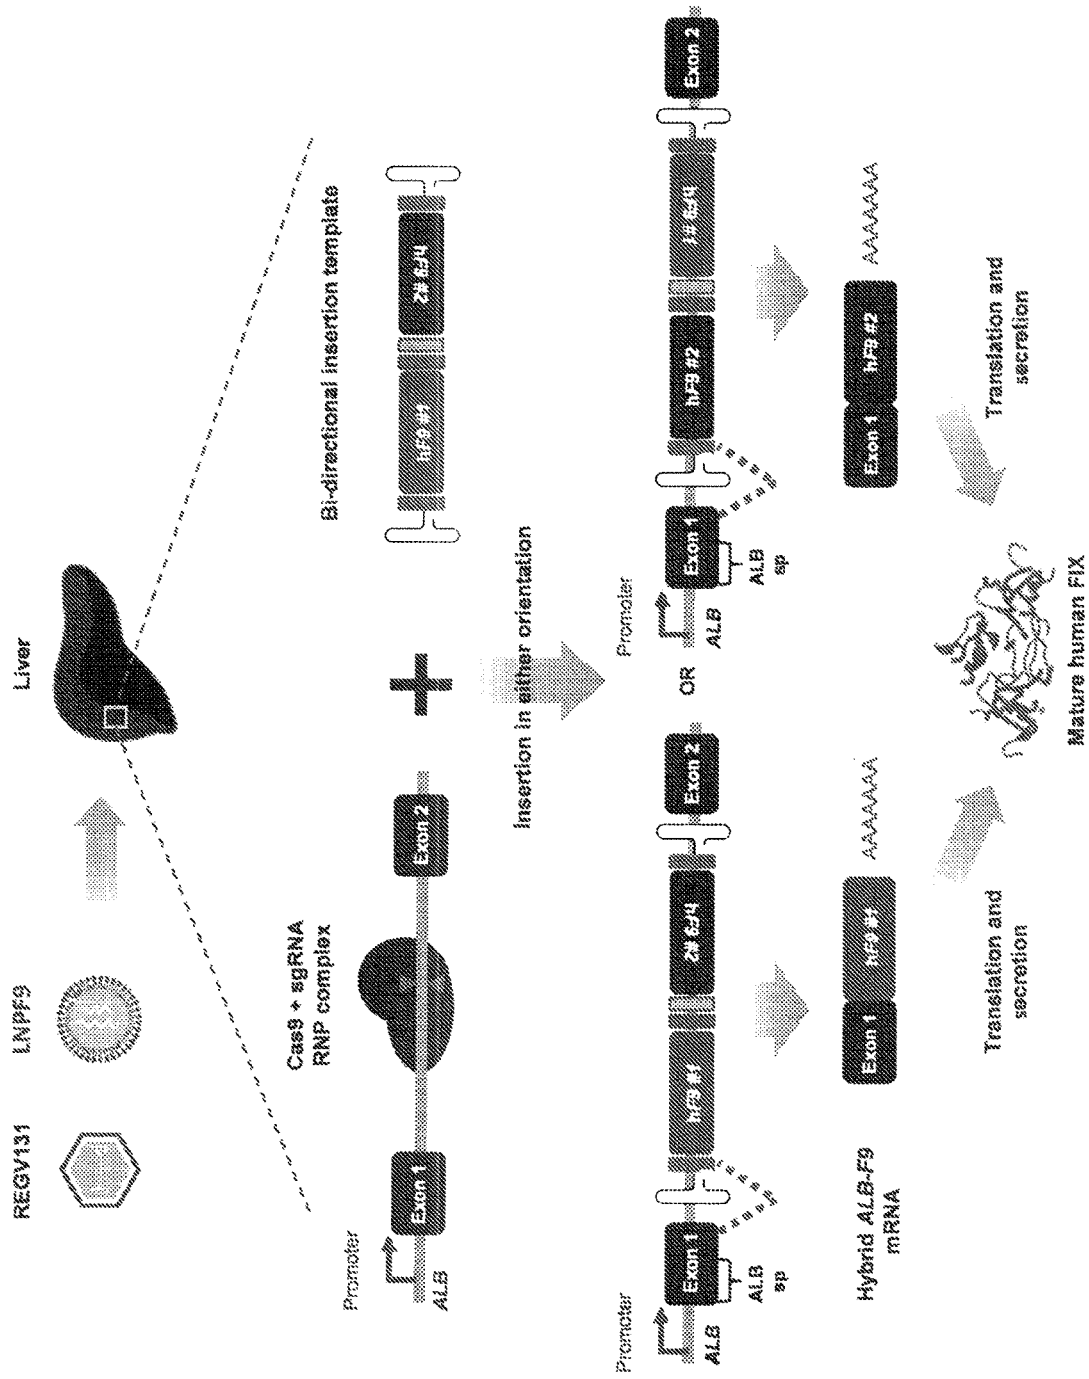 REGV131
LNPF9
Liver
Cas9 + sgRNA
RNP complex
Bi-directional insertion template
Promoter
ALB
Exon 1
Exon 2
hF9 #1
hF9 #2
Insertion in either orientation
Promoter
ALB
Exon 1
ALB
sp
hF9 #1
hF9 #2
Exon 2
OR
Promoter
ALB
Exon 1
ALB
sp
hF9 #2
hF9 #1
Exon 2
Hybrid ALB-F9
mRNA
Exon 1
hF9 #1
AAAAAAA
Exon 1
hF9 #2
AAAAAAA
Translation and
secretion
Translation and
secretion
Mature human FIX